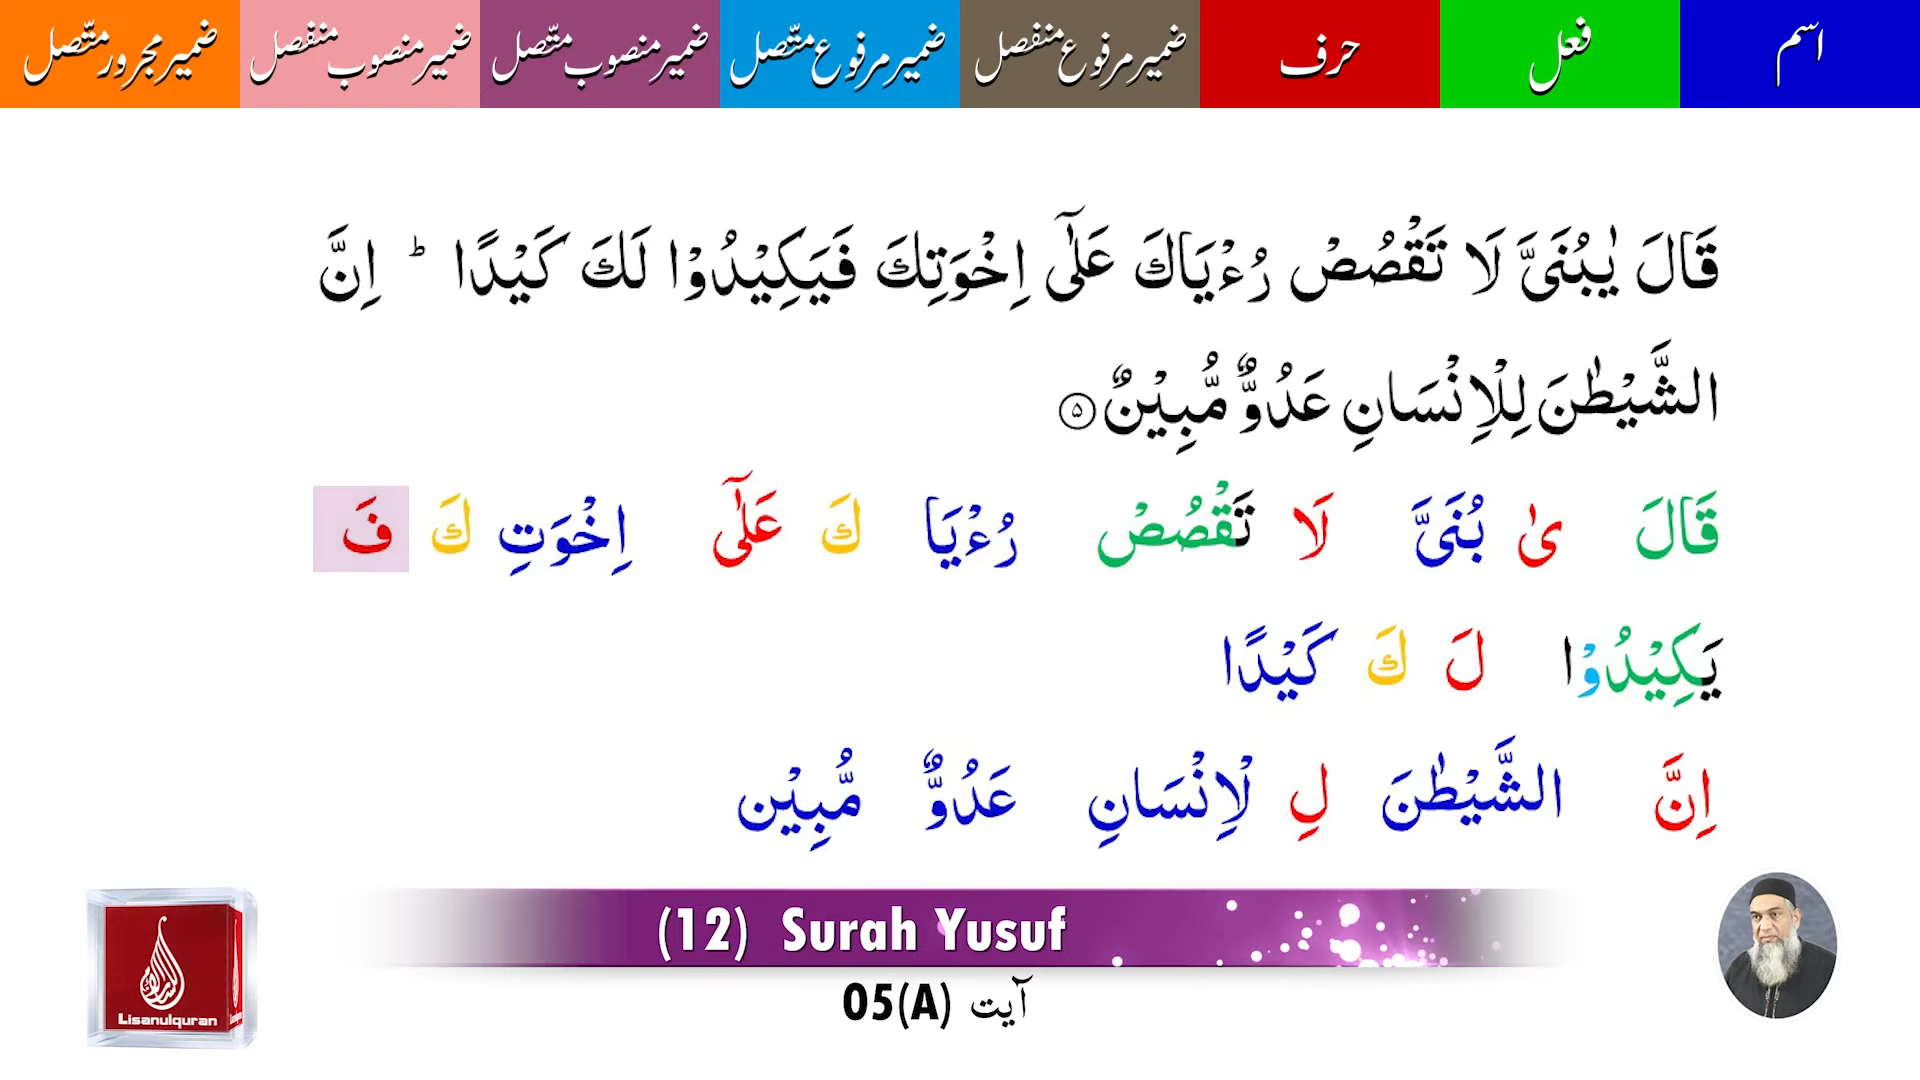 اسم فعل حرف ضمیر مرفوع منفصل ضمیر مرفوع متّصل ضمیر منصوب متّصل ضمیر منصوب منفصل ضمیر مجرور متّصل
قَالَ يٰبُنَىَّ لَا تَقْصُصْ رُءْيَاكَ عَلٰٓى اِخْوَتِكَ فَيَكِيْدُوْا لَكَ كَيْدًا ؕ اِنَّ
الشَّيْطٰنَ لِلْاِنْسَانِ عَدُوٌّ مُّبِيْنٌ ۵
قَالَ يٰ بُنَىَّ لَا تَقْصُصْ رُءْيَا كَ عَلٰٓى اِخْوَتِ كَ فَ
يَكِيْدُوْا لَ كَ كَيْدًا
اِنَّ الشَّيْطٰنَ لِ لْاِنْسَانِ عَدُوٌّ مُّبِيْن
(12) Surah Yusuf
آیت 05(A)
Lisanulquran